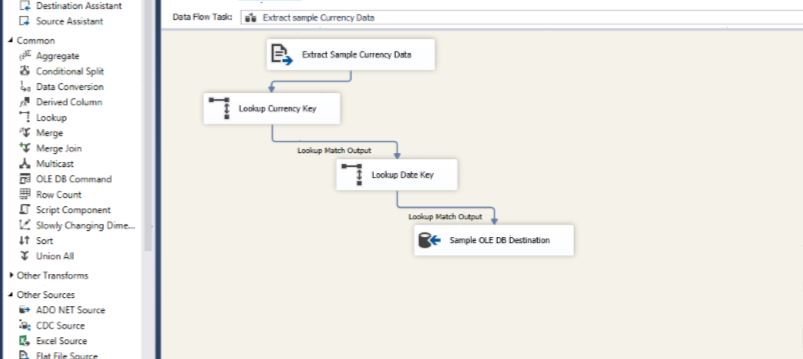 Destination Assistant
Source Assistant
Common
Aggregate
Conditional Split
Data Conversion
Derived Column
Lookup
Merge
Merge Join
Multicast
OLE DB Command
Row Count
Script Component
Slowly Changing Dime...
Sort
Union All
Other Transforms
Other Sources
ADO NET Source
CDC Source
Excel Source
Flat File Source
Data Flow Task: Extract sample Currency Data
Extract Sample Currency Data
Lookup Currency Key
Lookup Match Output
Lookup Date Key
Lookup Match Output
Sample OLE DB Destination